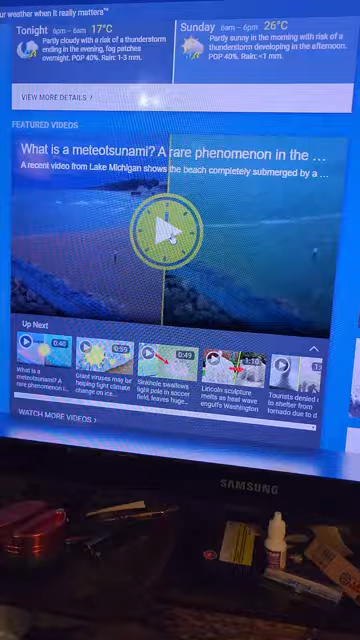 ur weather when it really matters™
Tonight 6pm – 6am 17°C
Partly cloudy with a risk of a thunderstorm
ending in the evening, fog patches
overnight. POP 40%. Rain: 1-3 mm.
Sunday 6am – 6pm 26°C
Partly sunny in the morning with risk of a
thunderstorm developing in the afternoon.
POP 40%. Rain: <1 mm.
VIEW MORE DETAILS
FEATURED VIDEOS
What is a meteotsunami? A rare phenomenon in the ...
A recent video from Lake Michigan shows the beach completely submerged by a ...
Up Next
0:40
0:59
0:49
1:10
What is a
meteotsunami? A
rare phenomenon i...
Giant viruses may be
helping fight climate
change on ice...
Sinkhole swallows
light pole in soccer
field, leaves huge...
Lincoln sculpture
melts as heat wave
engulfs Washington
Tourists denied
to shelter from
tornado due to
WATCH MORE VIDEOS
SAMSUNG